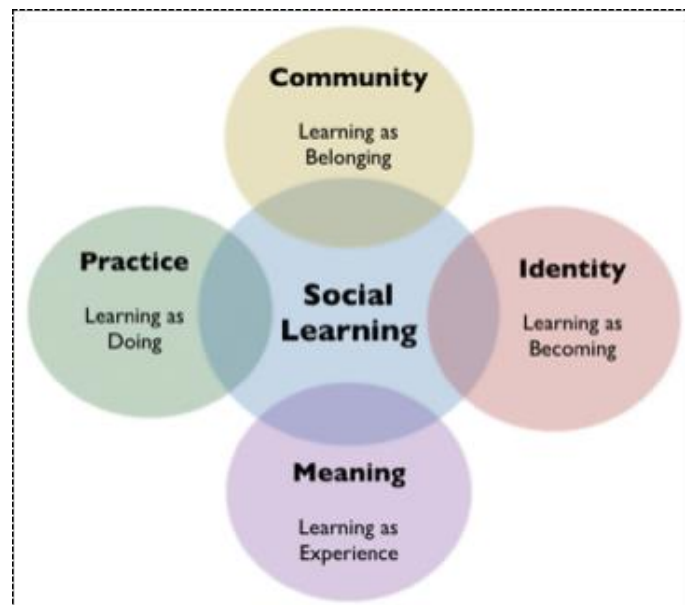 Community
Learning as
Belonging
Practice
Learning as
Doing
Social
Learning
Identity
Learning as
Becoming
Meaning
Learning as
Experience